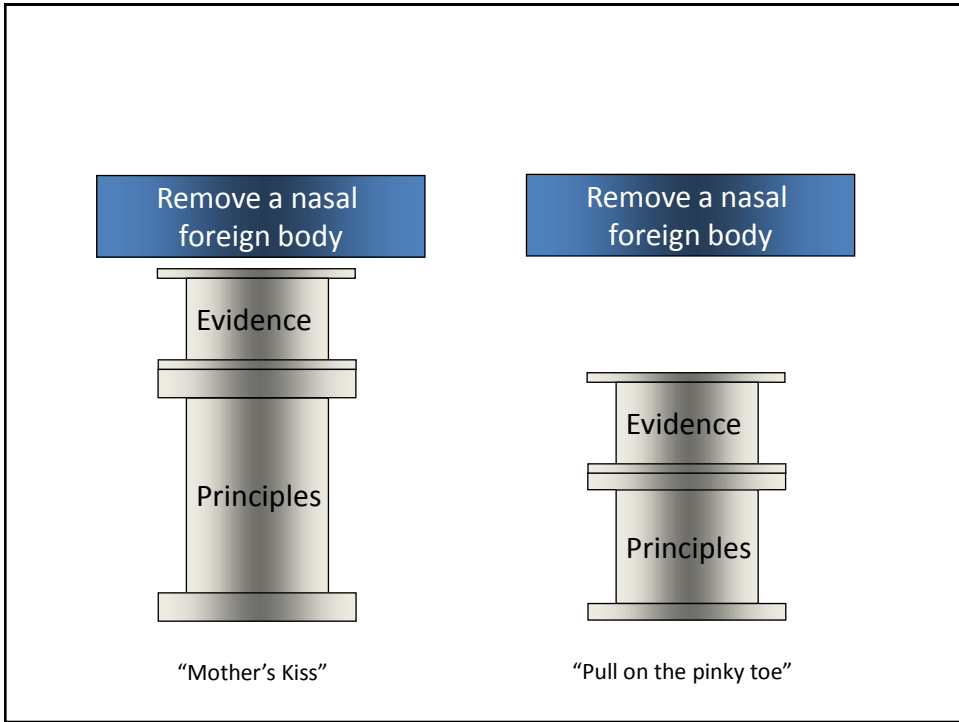 Remove a nasal
foreign body
Evidence
Principles
“Mother’s Kiss”
Remove a nasal
foreign body
Evidence
Principles
“Pull on the pinky toe”